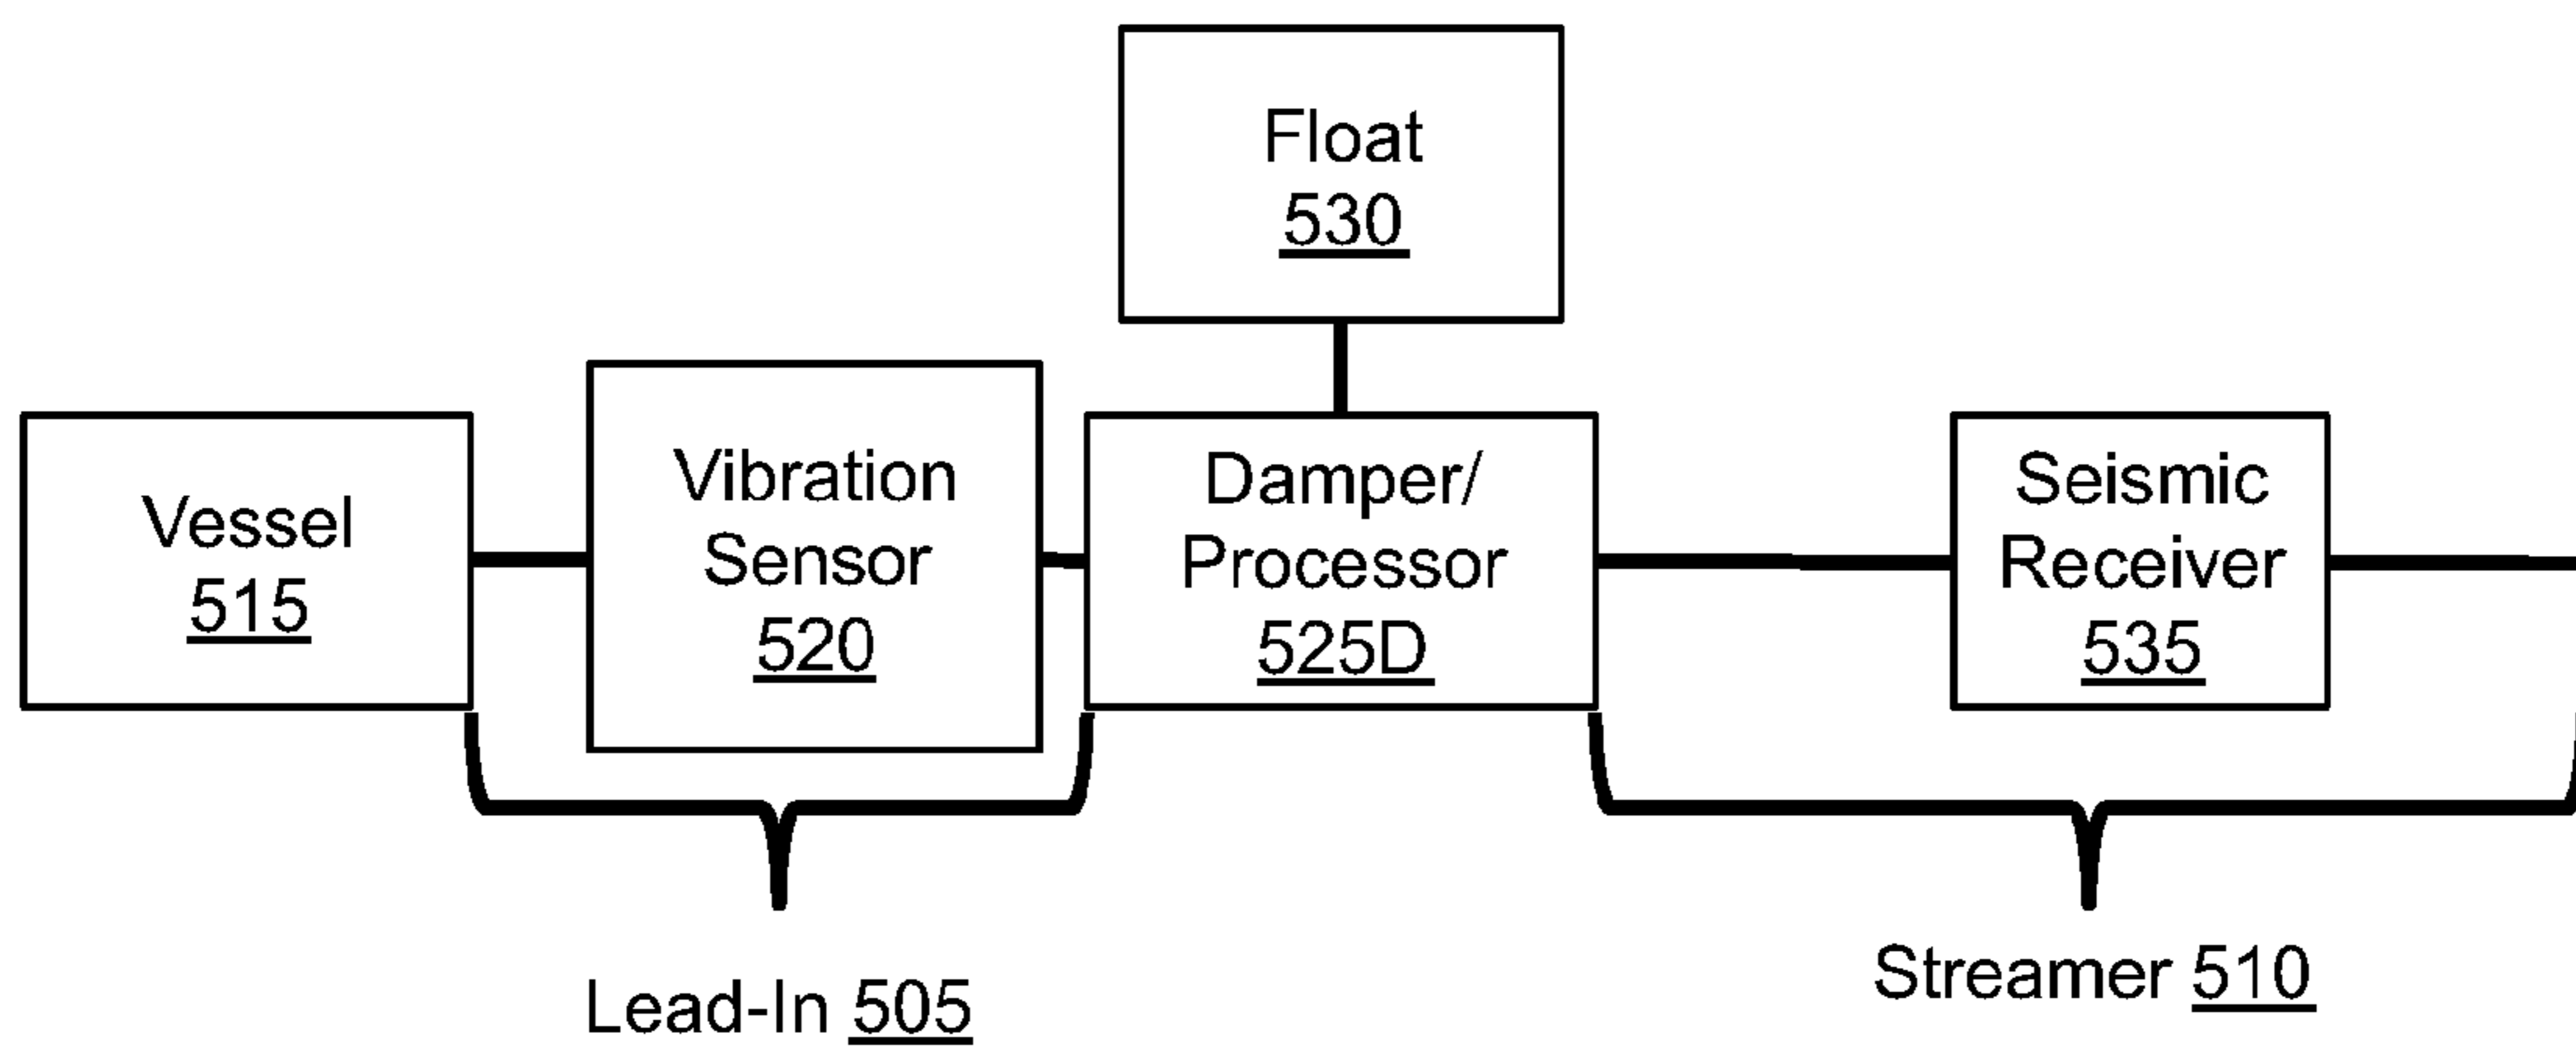 Float
530
Vessel
515
Vibration
Sensor
520
Damper/
Processor
525D
Seismic
Receiver
535
Lead-In 505
Streamer 510